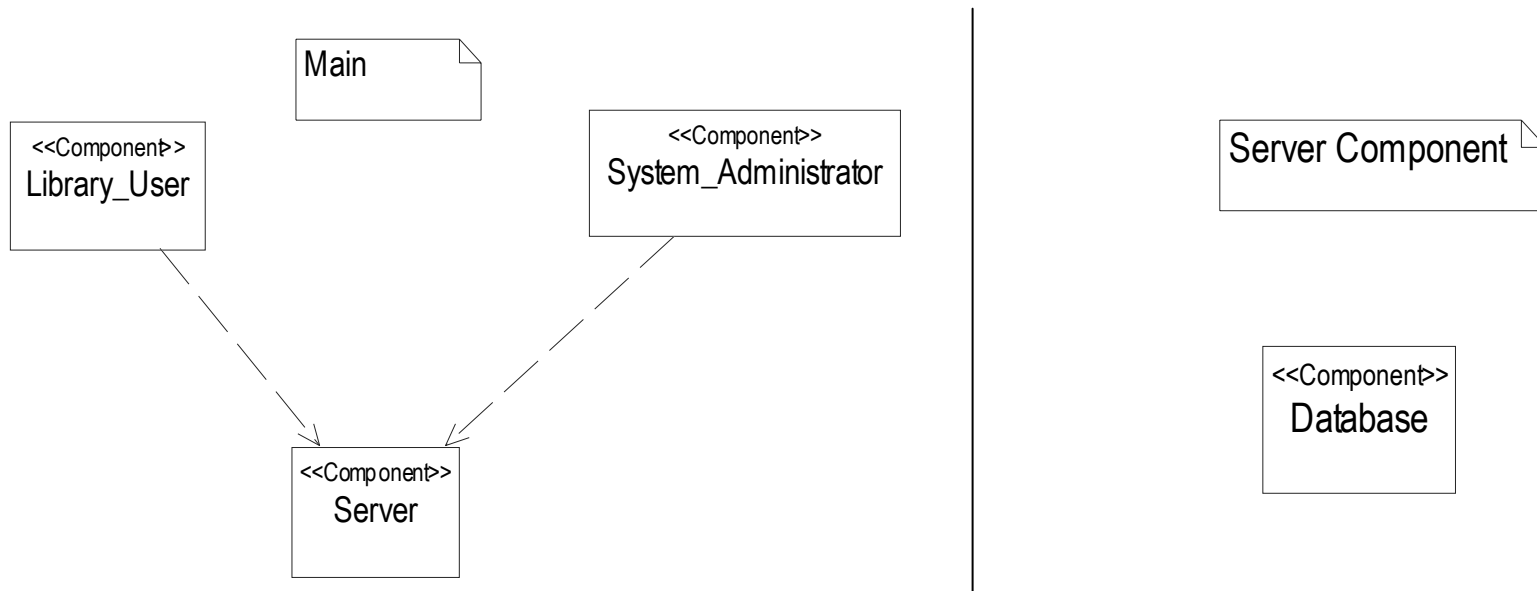 Main
<<Component>>
Library_User
<<Component>>
System_Administrator
<<Component>>
Server
Server Component
<<Component>>
Database